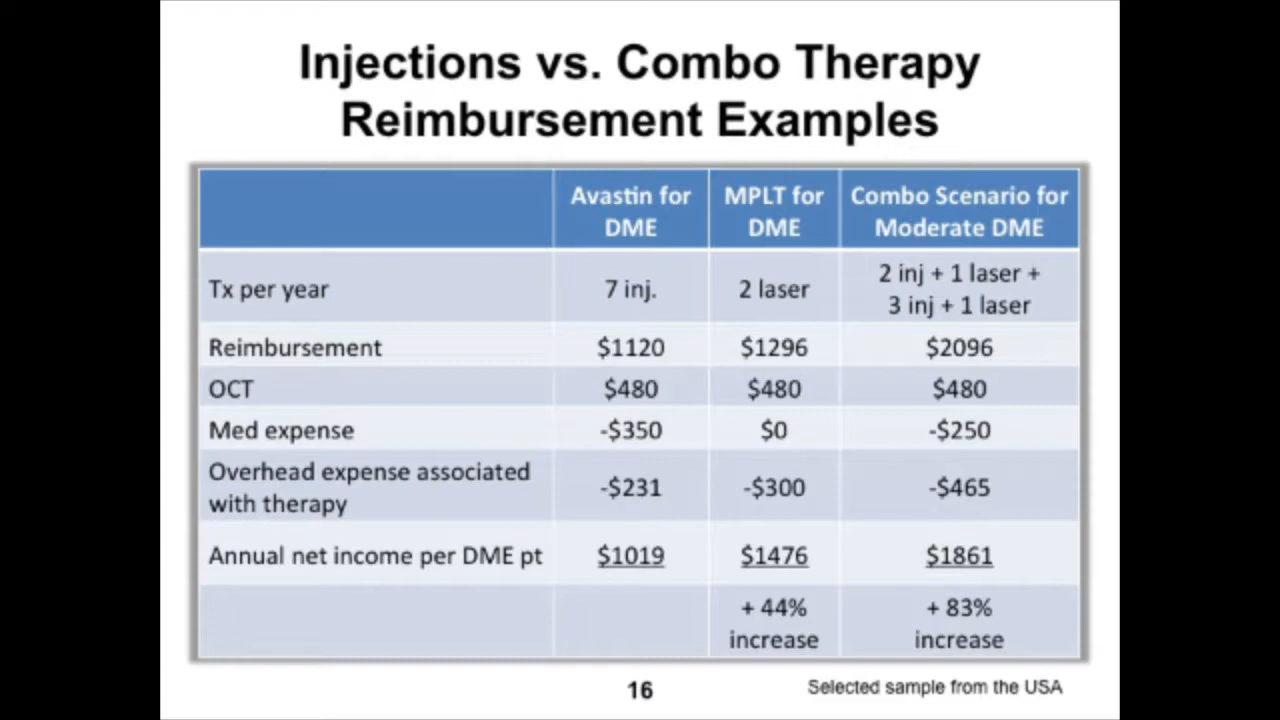 Injections vs. Combo Therapy
Reimbursement Examples
Avastin for DME MPLT for DME Combo Scenario for Moderate DME
Tx per year 7 inj. 2 laser 2 inj + 1 laser + 3 inj + 1 laser
Reimbursement $1120 $1296 $2096
OCT $480 $480 $480
Med expense -$350 $0 -$250
Overhead expense associated with therapy -$231 -$300 -$465
Annual net income per DME pt $1019 $1476 $1861
+ 44% increase + 83% increase
16 Selected sample from the USA